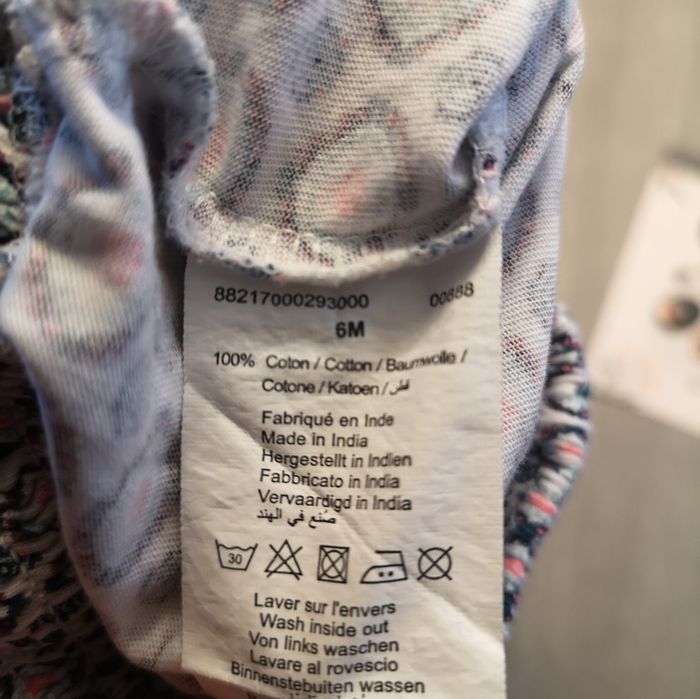 88217000293000 00888
6M
100% Coton / Cotton / Baumwolle /
Cotone / Katoen / قطن
Fabriqué en Inde
Made in India
Hergestellt in Indien
Fabbricato in India
Vervaardigd in India
صنع في الهند
30
Laver sur l'envers
Wash inside out
Von links waschen
Lavare al rovescio
Binnenstebuiten wassen